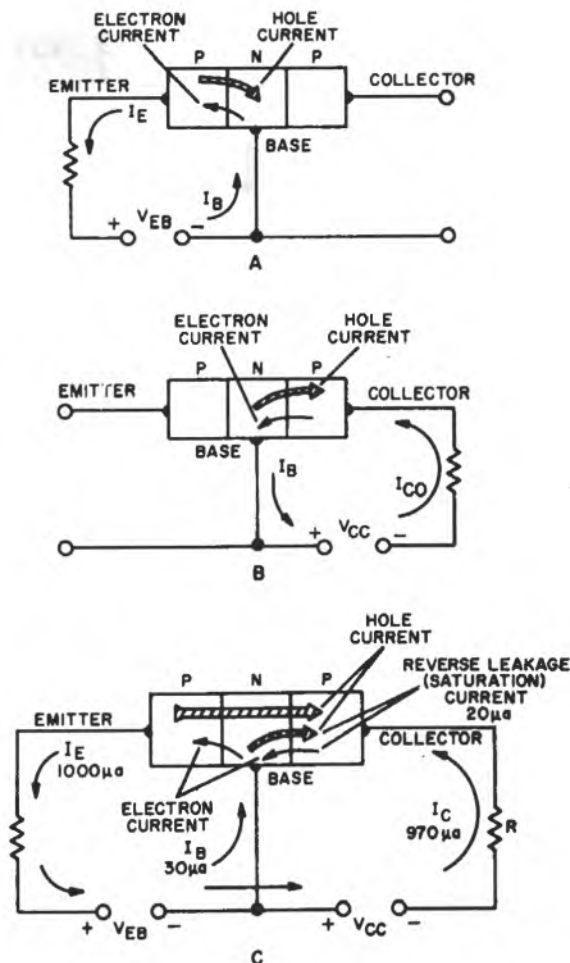 ELECTRON CURRENT
HOLE CURRENT
P N P
EMITTER
COLLECTOR
IE
BASE
IB
+ VEB -
A
ELECTRON CURRENT
HOLE CURRENT
P N P
EMITTER
COLLECTOR
BASE
IB
ICO
+ VCC -
B
HOLE CURRENT
P N P
REVERSE LEAKAGE
(SATURATION)
CURRENT
20µa
EMITTER
COLLECTOR
IE
1000µa
BASE
ELECTRON
CURRENT
IB
30µa
IC
970µa
R
+ VEB -
+ VCC -
C